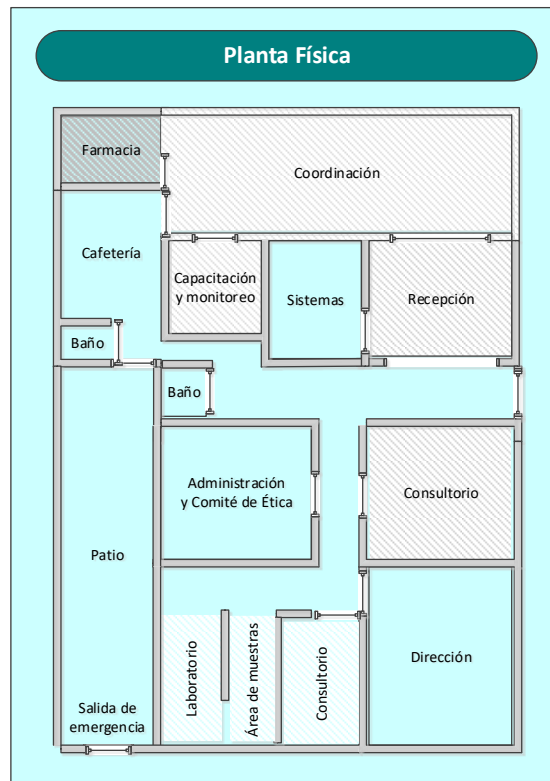 Planta Física
Farmacia
Coordinación
Cafetería
Capacitación
y monitoreo
Sistemas
Recepción
Baño
Baño
Administración
y Comité de Ética
Consultorio
Patio
Laboratorio
Área de muestras
Consultorio
Dirección
Salida de
emergencia